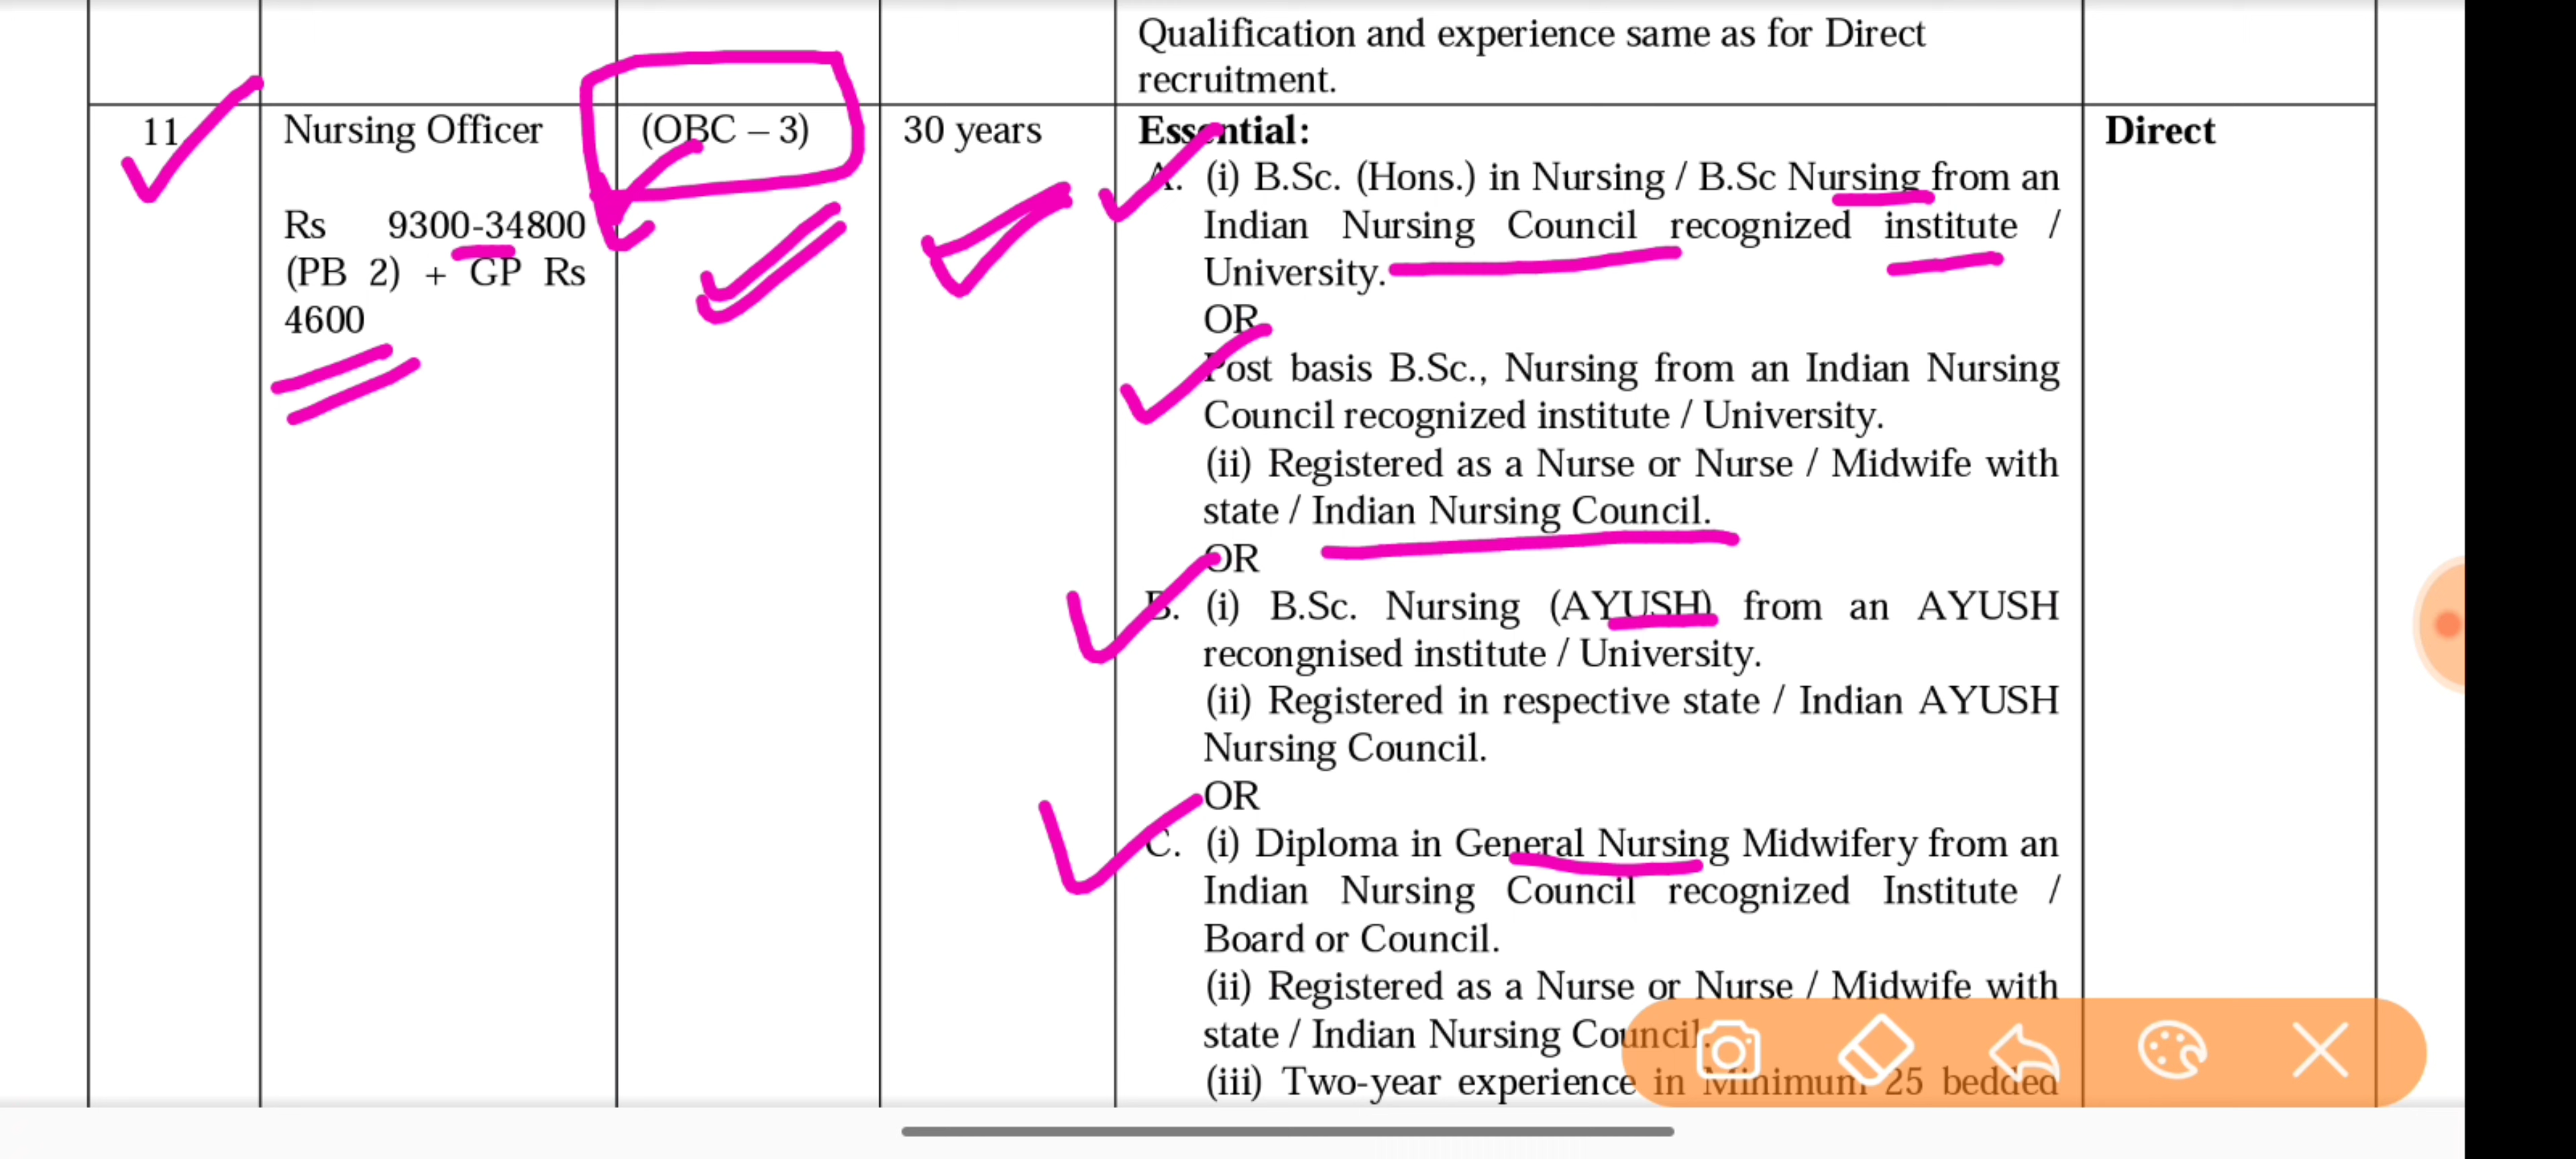 Qualification and experience same as for Direct
recruitment.
11
Nursing Officer
Rs 9300-34800
(PB 2) + GP Rs
4600
(OBC – 3)
30 years
Essential:
A. (i) B.Sc. (Hons.) in Nursing / B.Sc Nursing from an
Indian Nursing Council recognized institute /
University.
OR
Post basis B.Sc., Nursing from an Indian Nursing
Council recognized institute / University.
(ii) Registered as a Nurse or Nurse / Midwife with
state / Indian Nursing Council.
OR
B. (i) B.Sc. Nursing (AYUSH) from an AYUSH
recongnised institute / University.
(ii) Registered in respective state / Indian AYUSH
Nursing Council.
OR
C. (i) Diploma in General Nursing Midwifery from an
Indian Nursing Council recognized Institute /
Board or Council.
(ii) Registered as a Nurse or Nurse / Midwife with
state / Indian Nursing Council.
(iii) Two-year experience in Minimum 25 bedded
Direct